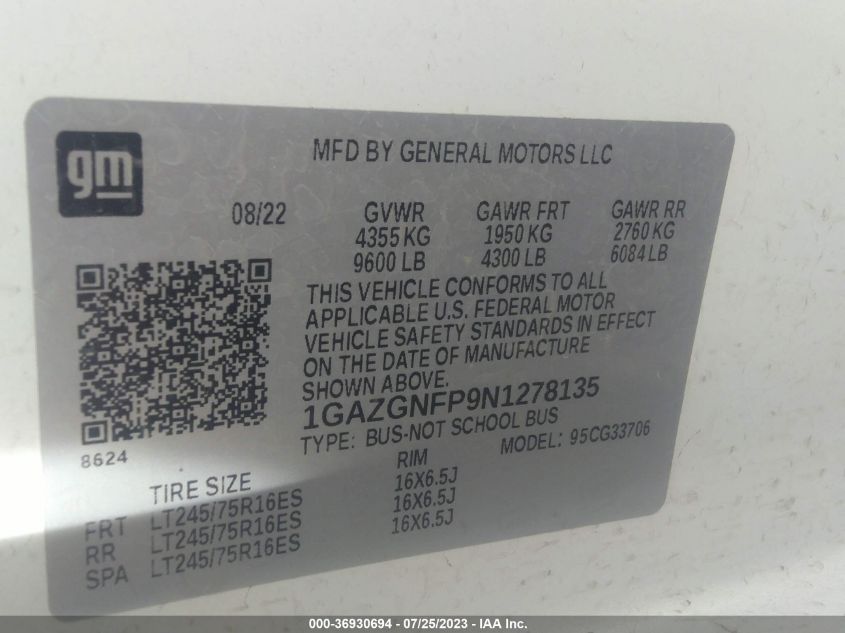 gm
MFD BY GENERAL MOTORS LLC
08/22 GVWR GAWR FRT GAWR RR
4355 KG 1950 KG 2760 KG
9600 LB 4300 LB 6084 LB
THIS VEHICLE CONFORMS TO ALL
APPLICABLE U.S. FEDERAL MOTOR
VEHICLE SAFETY STANDARDS IN EFFECT
ON THE DATE OF MANUFACTURE
SHOWN ABOVE.
1GAZGNFP9N1278135
TYPE: BUS-NOT SCHOOL BUS MODEL: 95CG33706
8624
TIRE SIZE RIM
FRT LT245/75R16ES 16X6.5J
RR LT245/75R16ES 16X6.5J
SPA LT245/75R16ES 16X6.5J
000-36930694 - 07/25/2023 - IAA Inc.